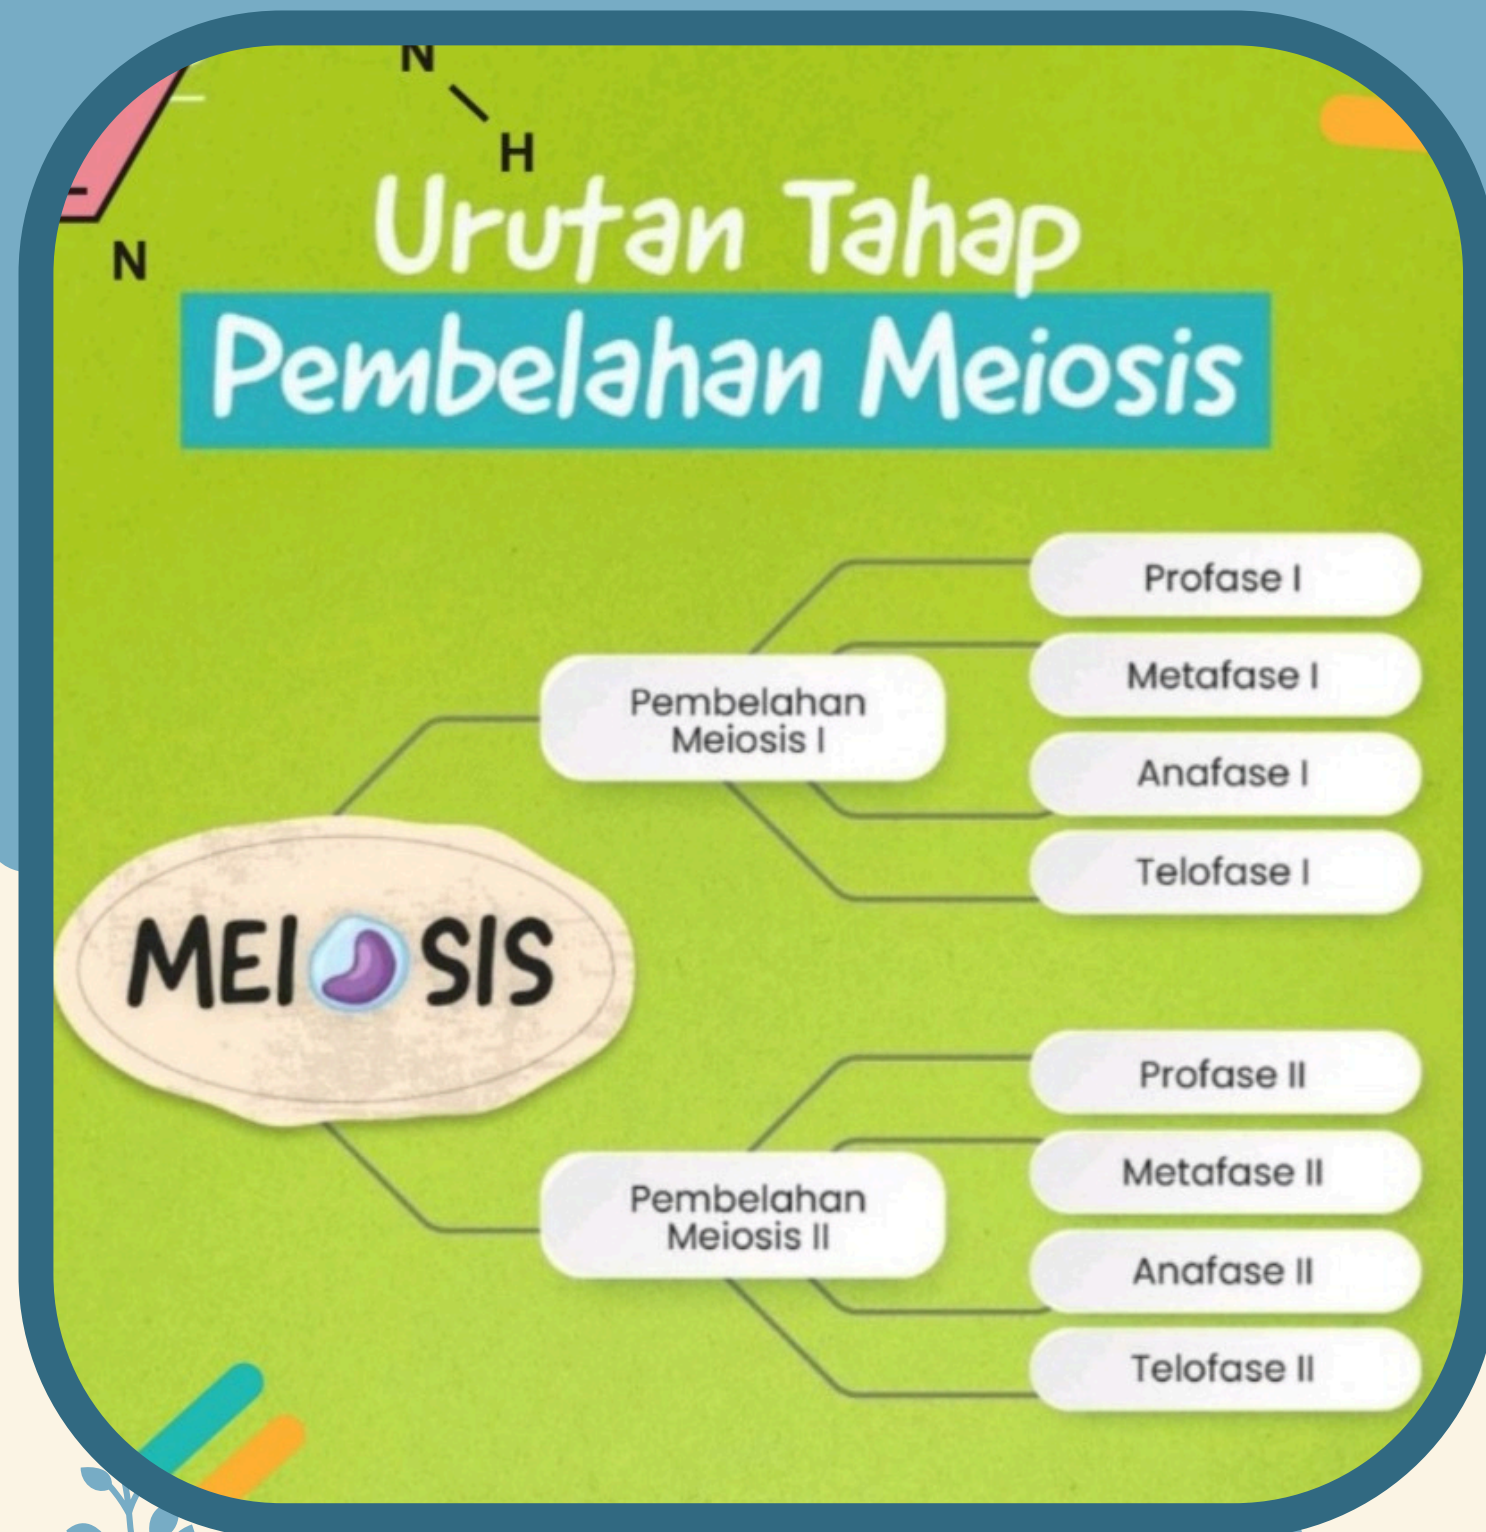 N
H
N
Urutan Tahap
Pembelahan Meiosis
Profase I
Metafase I
Pembelahan
Meiosis I
Anafase I
Telofase I
MEIOSIS
Profase II
Metafase II
Pembelahan
Meiosis II
Anafase II
Telofase II